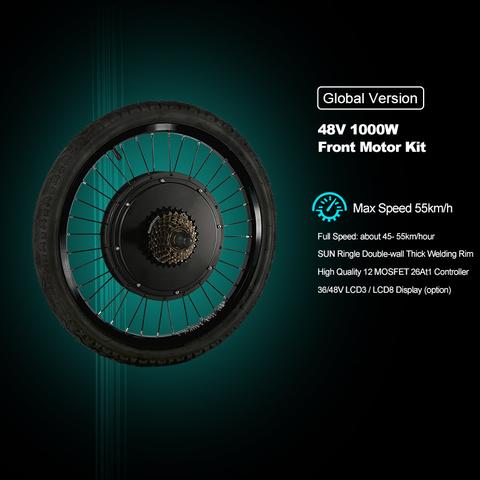 Global Version
48V 1000W
Front Motor Kit
Max Speed 55km/h
Full Speed: about 45- 55km/hour
SUN Ringle Double-wall Thick Welding Rim
High Quality 12 MOSFET 26At1 Controller
36/48V LCD3 / LCD8 Display (option)